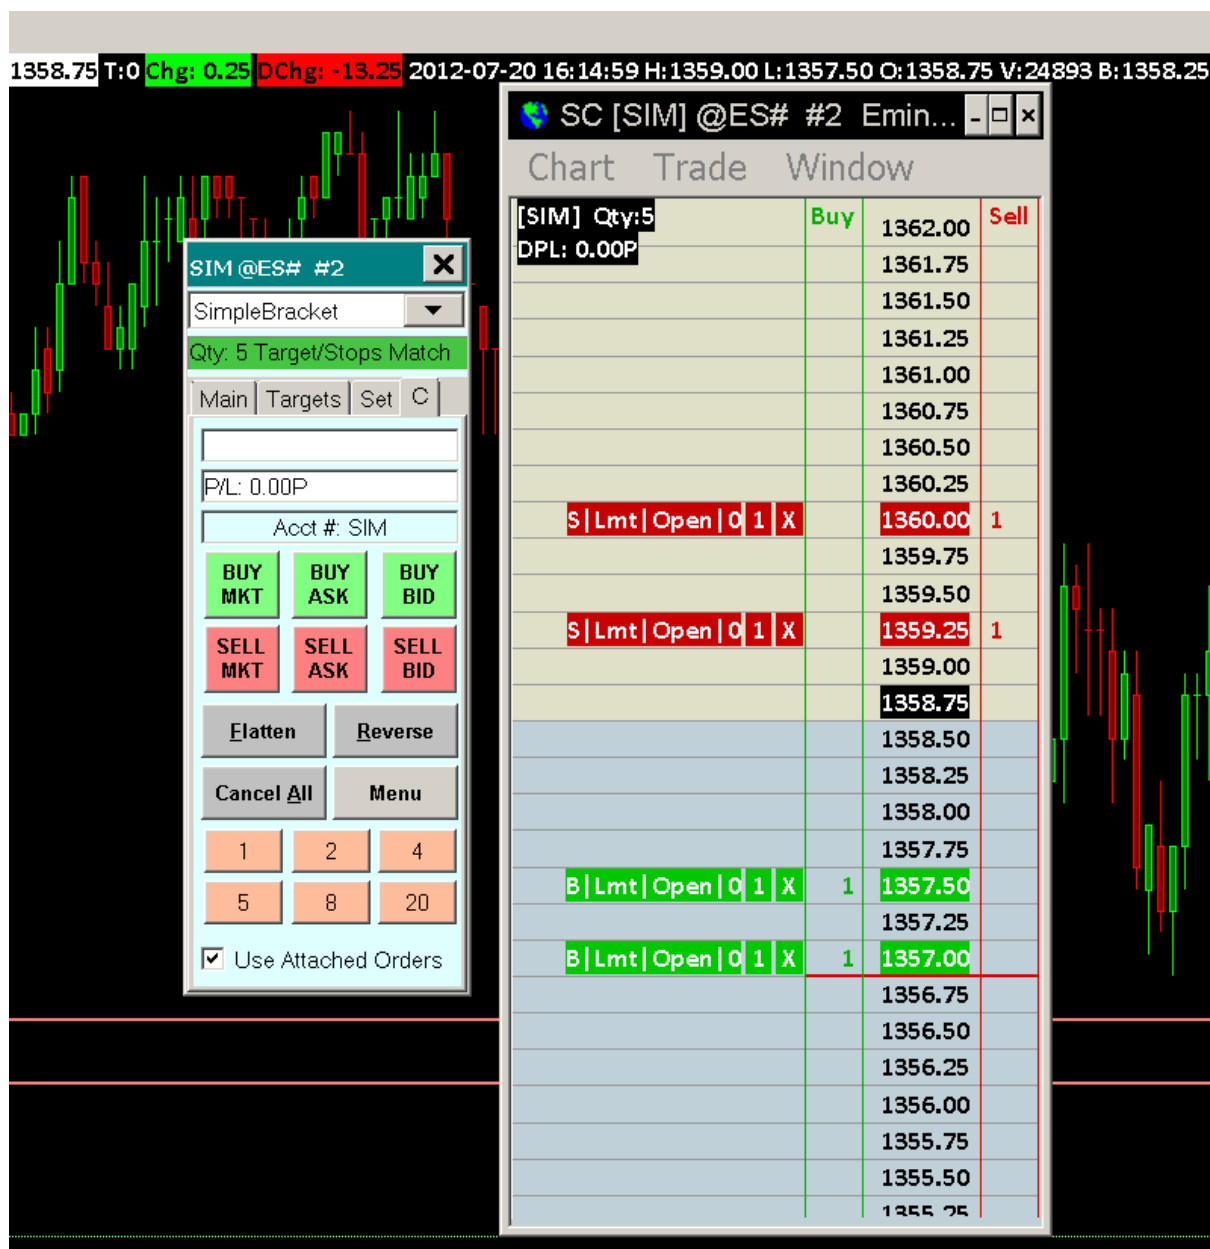 1358.75 T:0 Chg: 0.25 DChg: -13.25 2012-07-20 16:14:59 H:1359.00 L:1357.50 O:1358.75 V:24893 B:1358.25
SIM @ES# #2
SimpleBracket
Qty: 5 Target/Stops Match
Main Targets Set C
P/L: 0.00P
Acct #: SIM
BUY MKT
BUY ASK
BUY BID
SELL MKT
SELL ASK
SELL BID
Flatten Reverse
Cancel All Menu
1 2 4
5 8 20
Use Attached Orders
SC [SIM] @ES# #2 Emin...
Chart Trade Window
[SIM] Qty:5 Buy 1362.00 Sell
DPL: 0.00P 1361.75
1361.50
1361.25
1361.00
1360.75
1360.50
1360.25
S|Lmt|Open|0 1 X 1360.00 1
1359.75
1359.50
S|Lmt|Open|0 1 X 1359.25 1
1359.00
1358.75
1358.50
1358.25
1358.00
1357.75
B|Lmt|Open|0 1 X 1 1357.50
1357.25
B|Lmt|Open|0 1 X 1 1357.00
1356.75
1356.50
1356.25
1356.00
1355.75
1355.50
1355.25